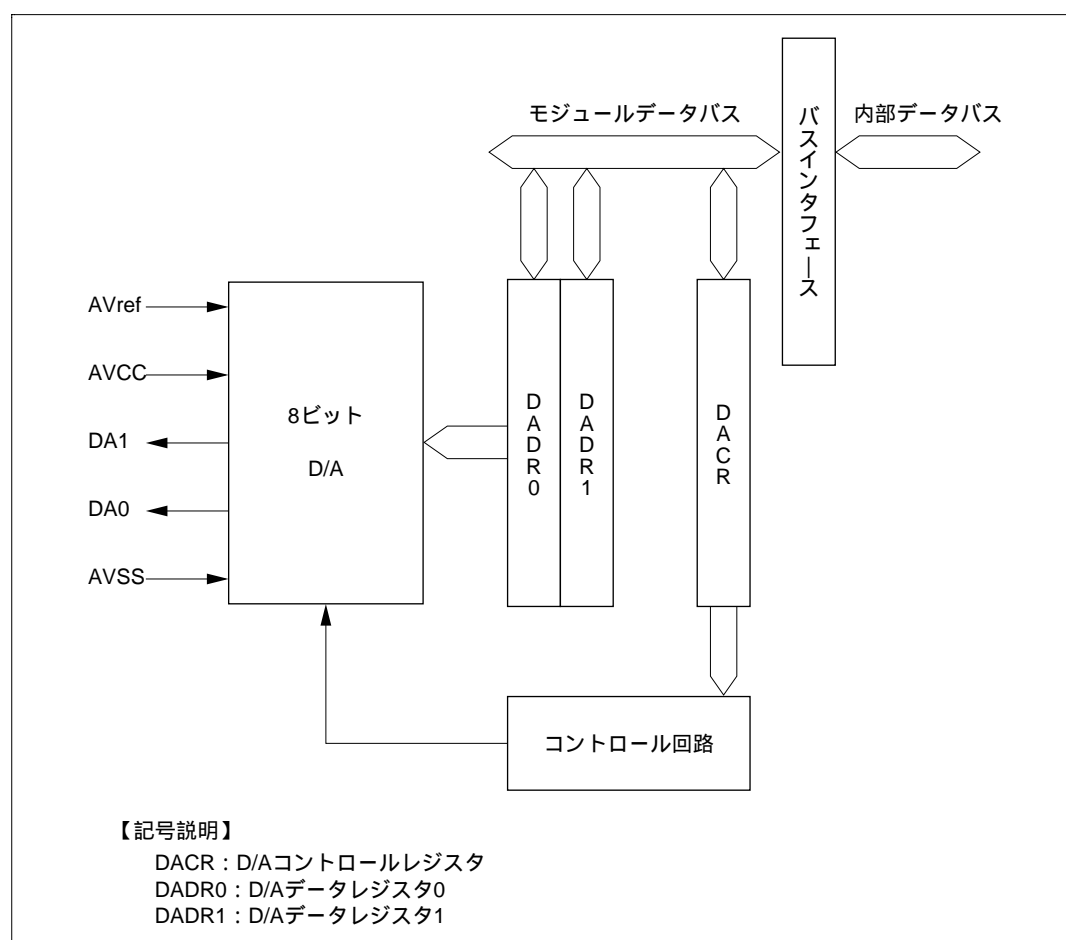 モジュールデータバス
内部データバス
バスインタフェース
AVref
AVCC
DA1
DA0
AVSS
8ビット
D/A
DADR0
DADR1
DACR
コントロール回路
【記号説明】
DACR：D/Aコントロールレジスタ
DADR0：D/Aデータレジスタ0
DADR1：D/Aデータレジスタ1